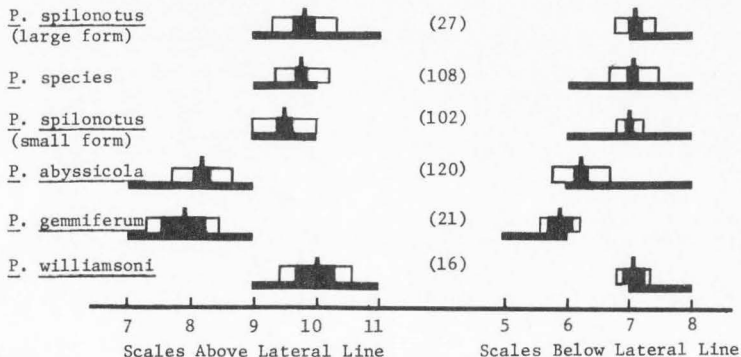 P. spilonotus (27)
(large form)
P. species (108)
P. spilonotus (102)
(small form)
P. abyssicola (120)
P. gemmiferum (21)
P. williamsoni (16)
7 8 9 10 11 5 6 7 8
Scales Above Lateral Line Scales Below Lateral Line